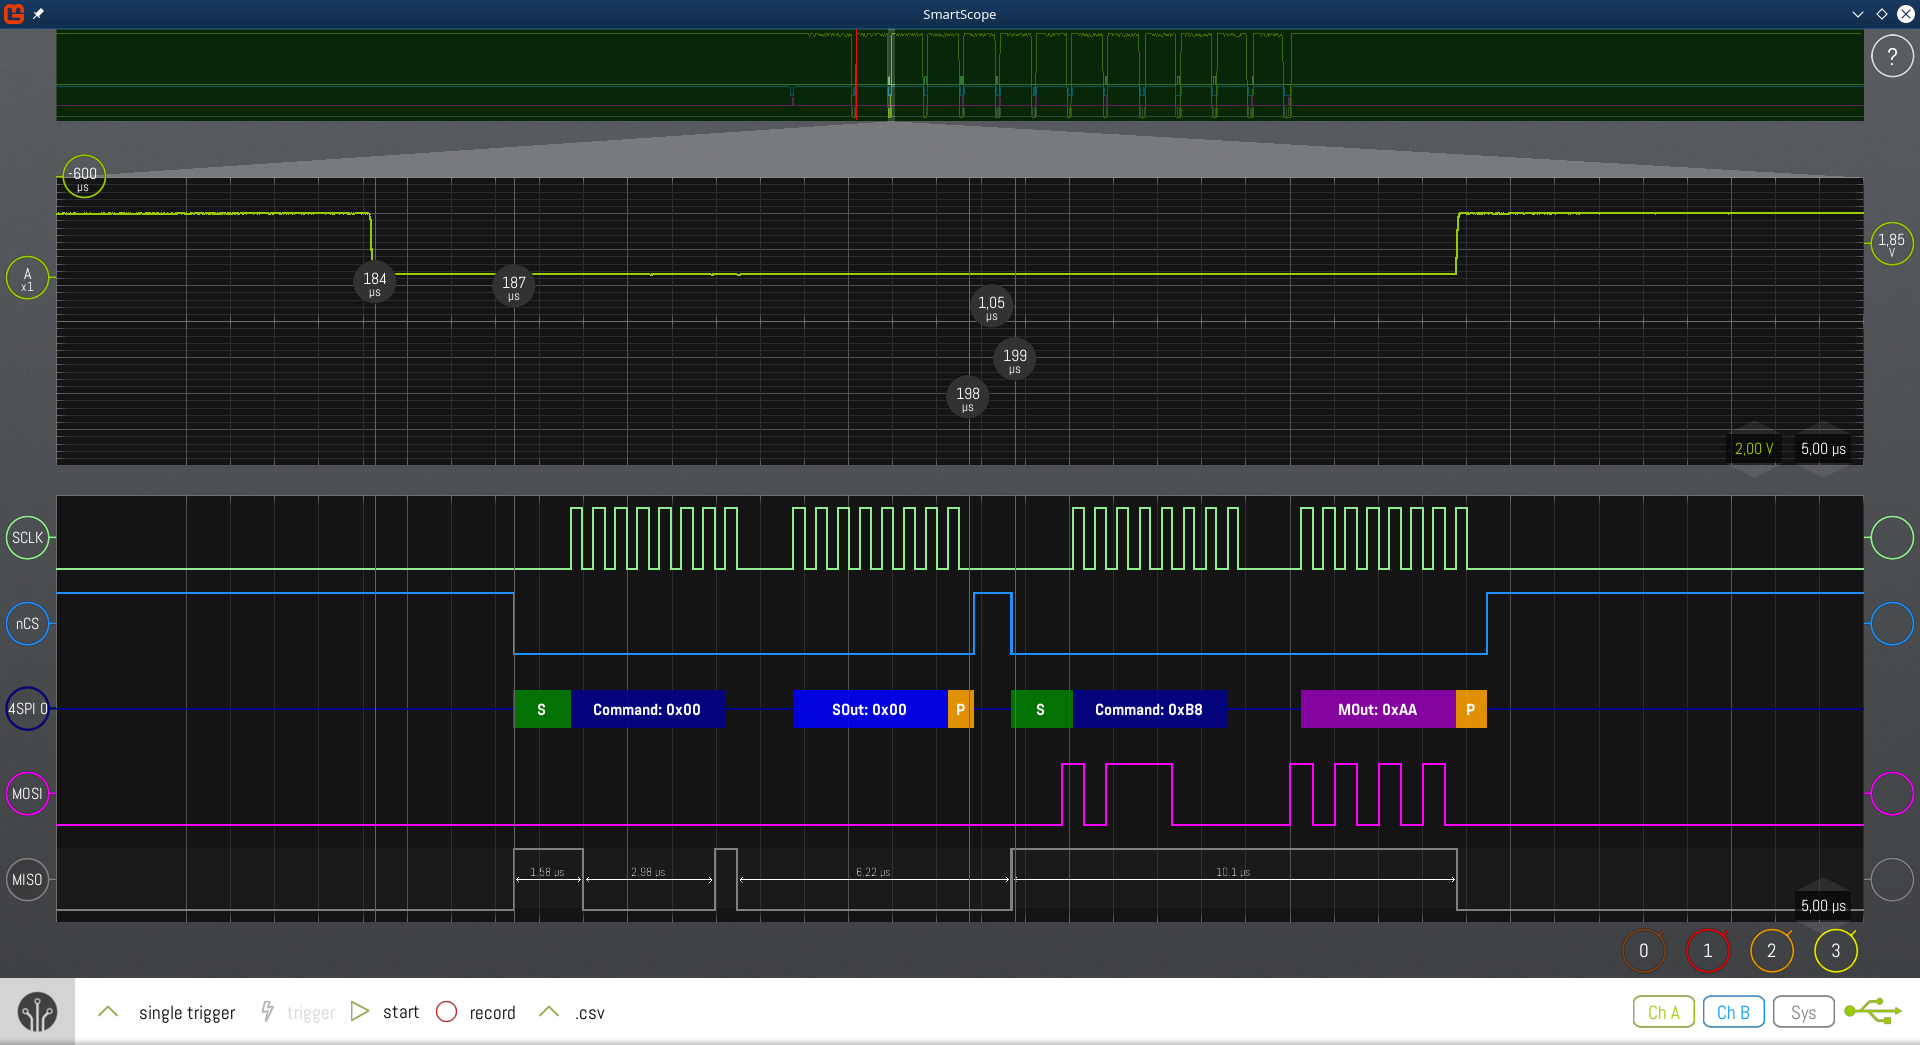 SmartScope
?
-600
µs
A
x1
1,85
V
184
µs
187
µs
1,05
µs
199
µs
198
µs
2,00 V
5,00 µs
SCLK
nCS
4SPI 0
S
Command: 0x00
SOut: 0x00
P
S
Command: 0xB8
MOut: 0xAA
P
MOSI
MISO
1,58 µs
2,98 µs
6,22 µs
10,1 µs
5,00 µs
0
1
2
3
single trigger
trigger
start
record
.csv
Ch A
Ch B
Sys